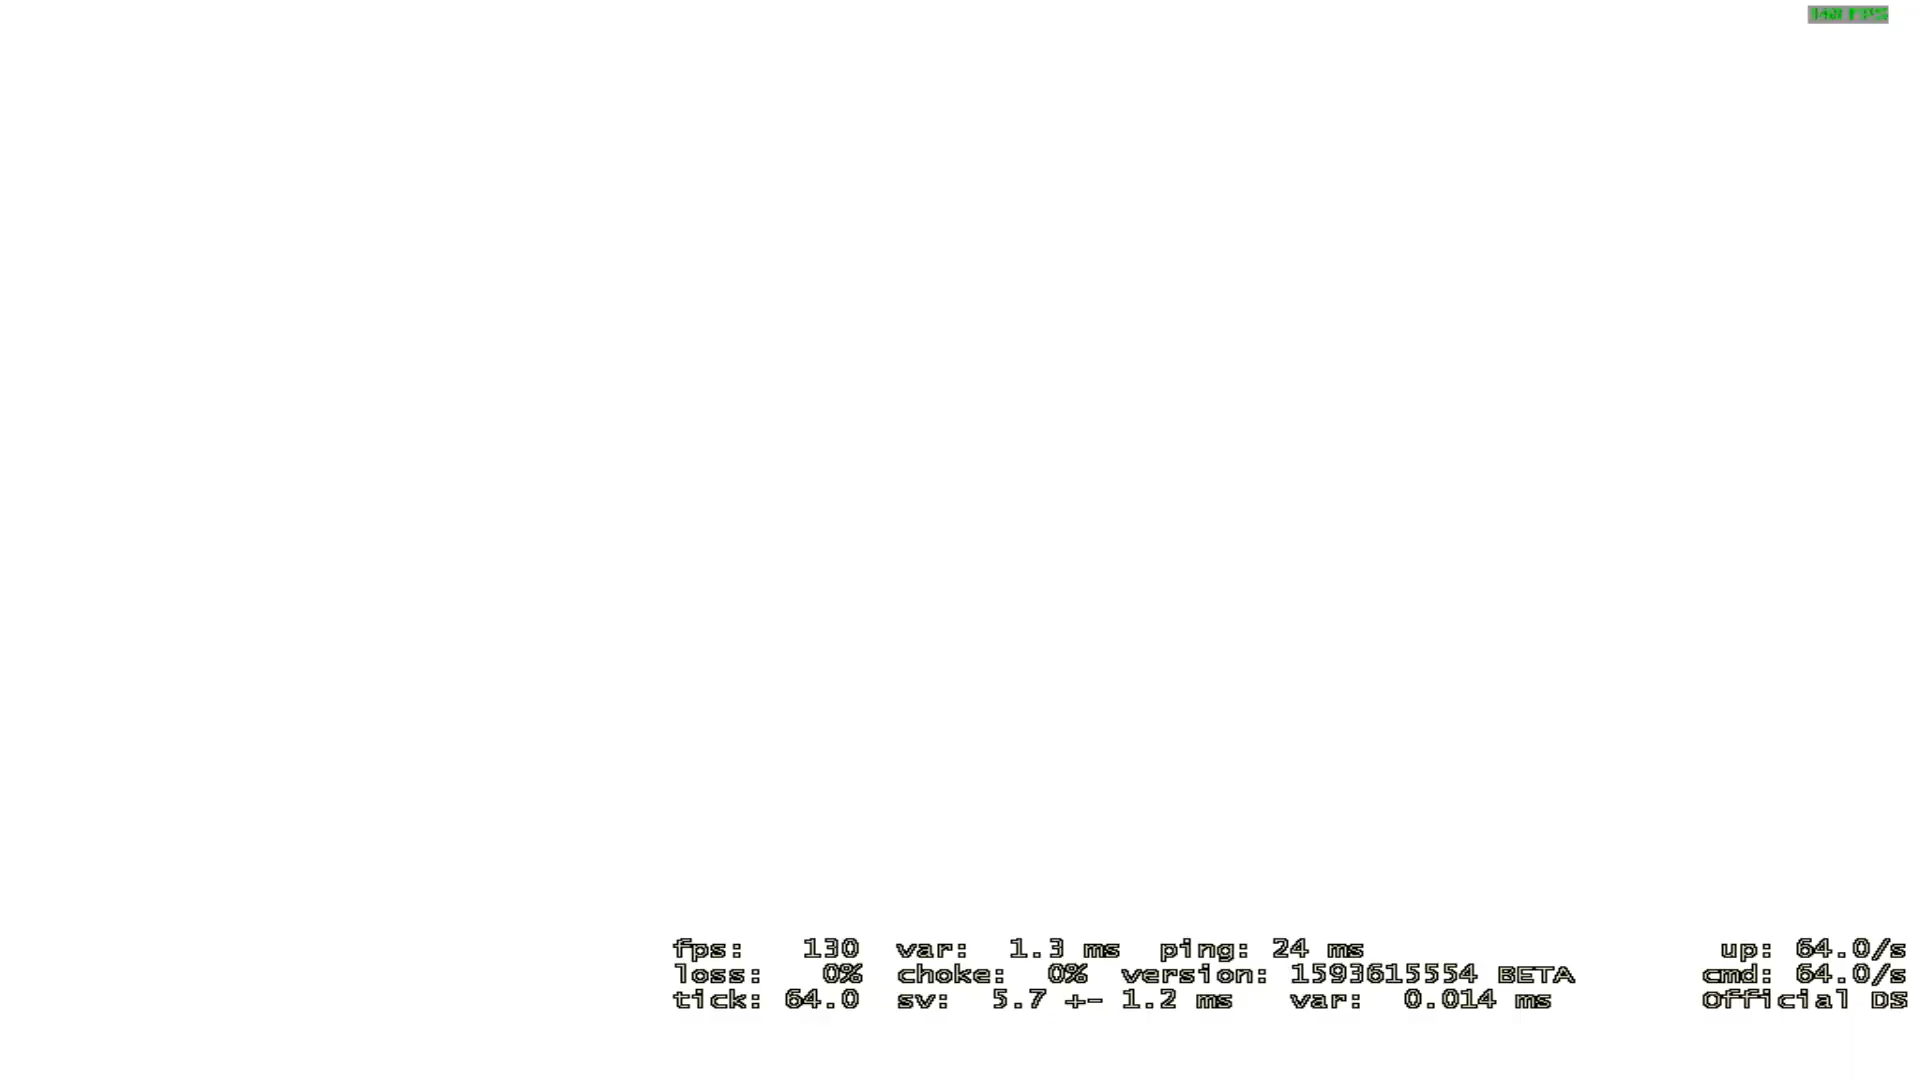 fps: 130 var: 1.3 ms ping: 24 ms up: 64.0/s
loss: 0% choke: 0% version: 1593615554 BETA cmd: 64.0/s
tick: 64.0 sv: 5.7 +- 1.2 ms var: 0.014 ms Official DS